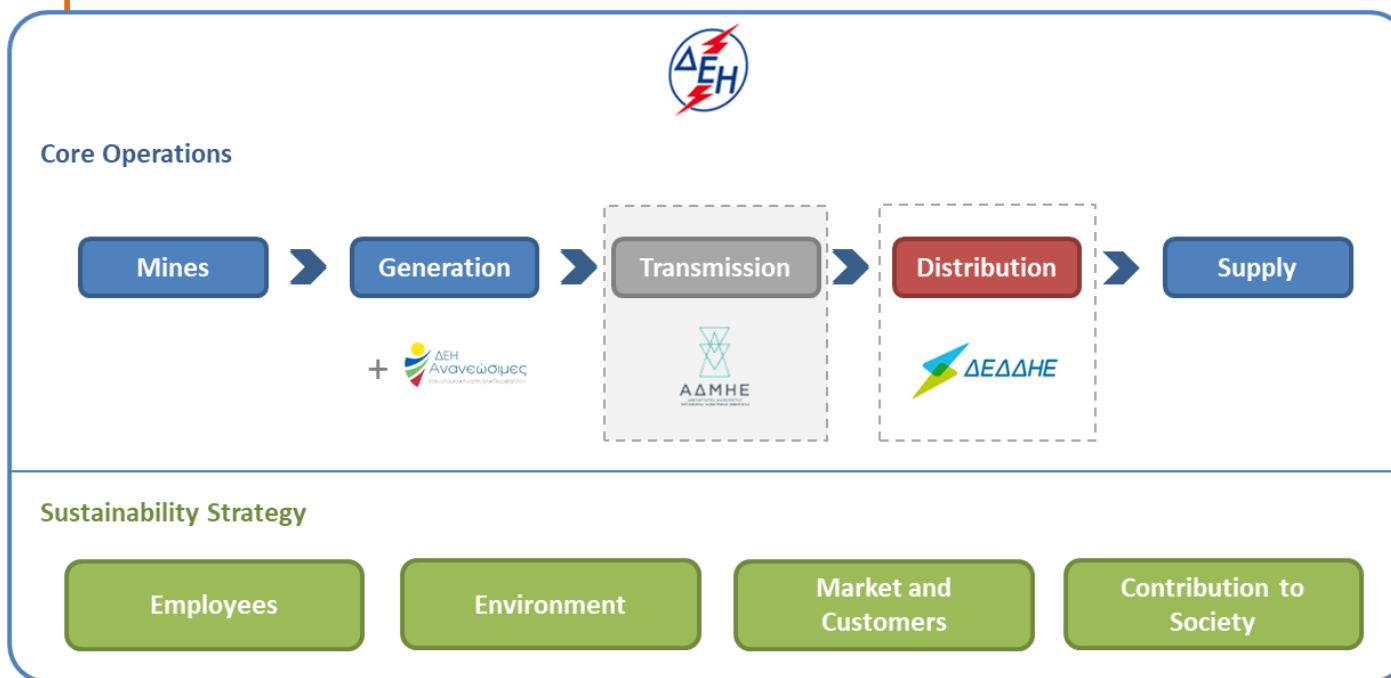 ΔΕΗ
Core Operations
Mines
Generation
Transmission
Distribution
Supply
+
ΔΕΗ
Ανανεώσιμες
ΑΔΜΗΕ
ΔΕΔΔΗΕ
Sustainability Strategy
Employees
Environment
Market and
Customers
Contribution to
Society